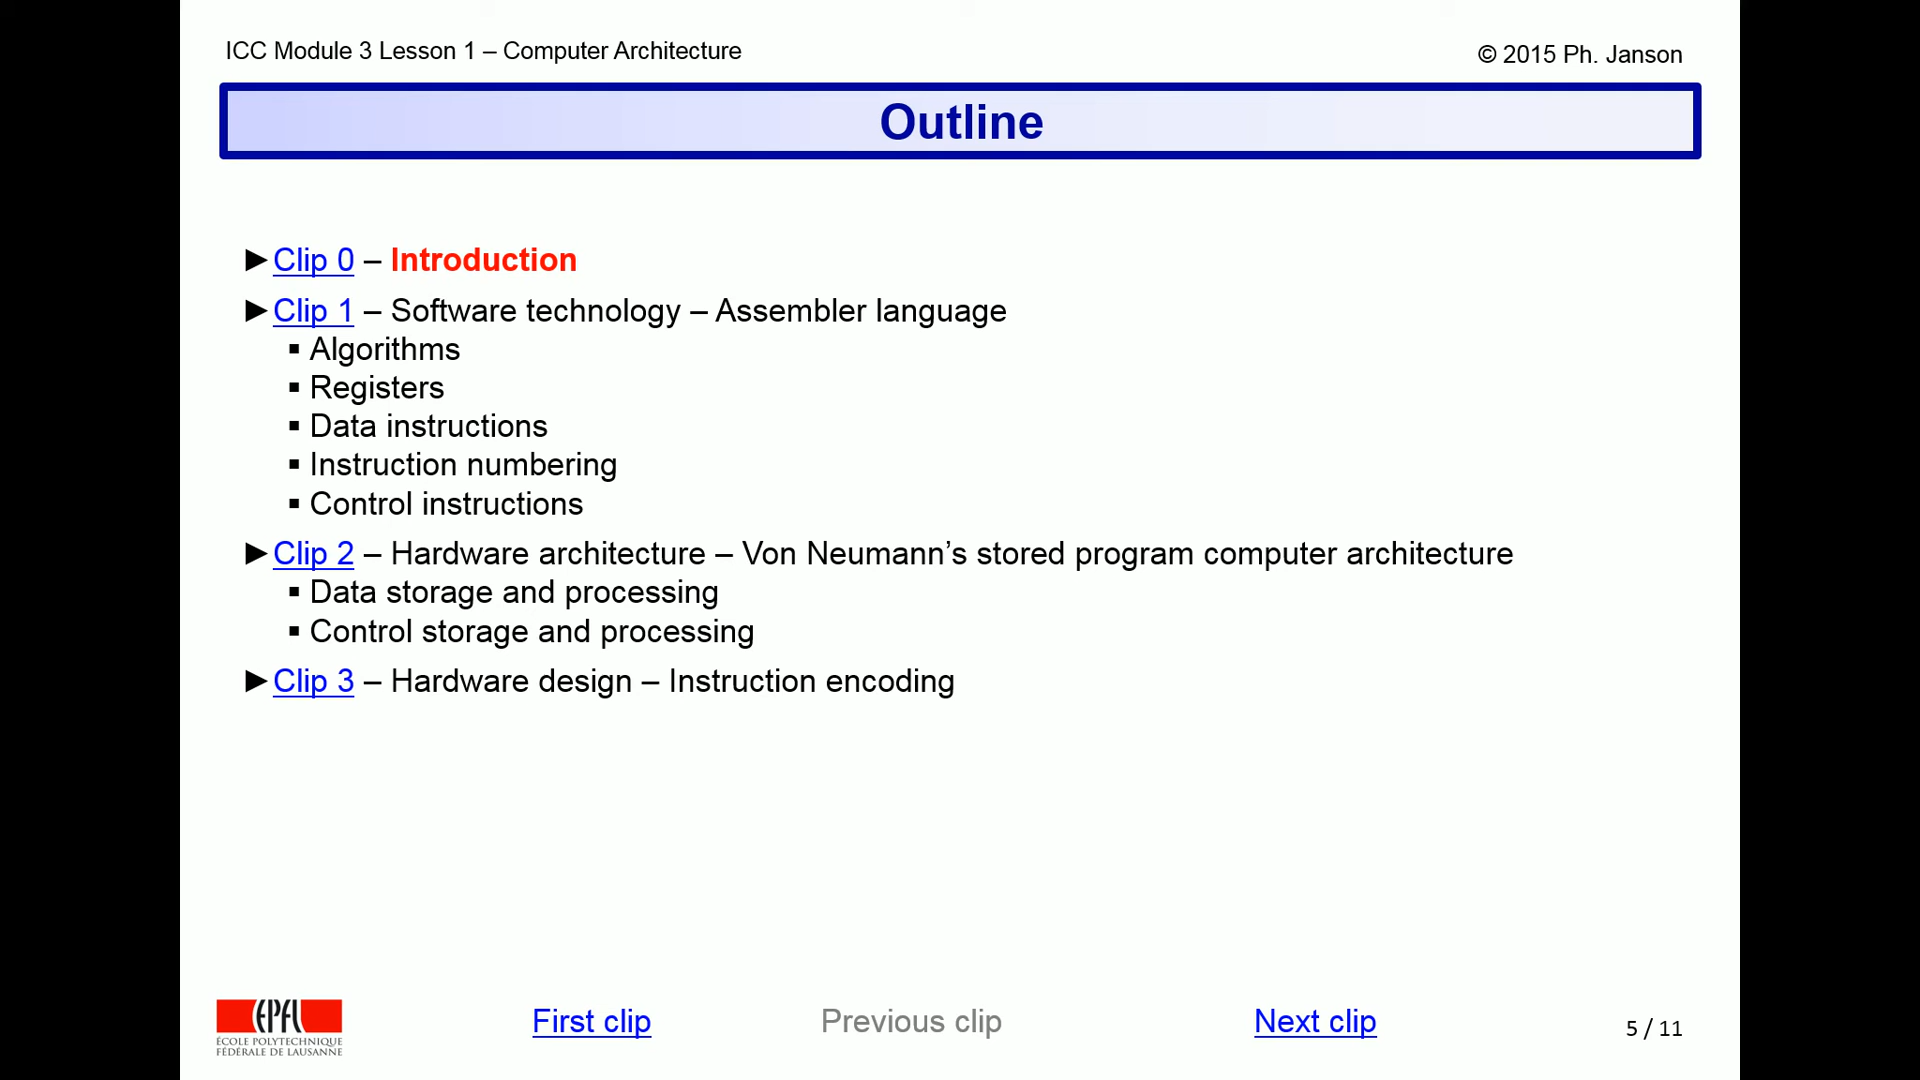 ICC Module 3 Lesson 1 – Computer Architecture
© 2015 Ph. Janson
Outline
►Clip 0 – Introduction
►Clip 1 – Software technology – Assembler language
▪ Algorithms
▪ Registers
▪ Data instructions
▪ Instruction numbering
▪ Control instructions
►Clip 2 – Hardware architecture – Von Neumann’s stored program computer architecture
▪ Data storage and processing
▪ Control storage and processing
►Clip 3 – Hardware design – Instruction encoding
EPFL
ÉCOLE POLYTECHNIQUE
FÉDÉRALE DE LAUSANNE
First clip
Previous clip
Next clip
5 / 11